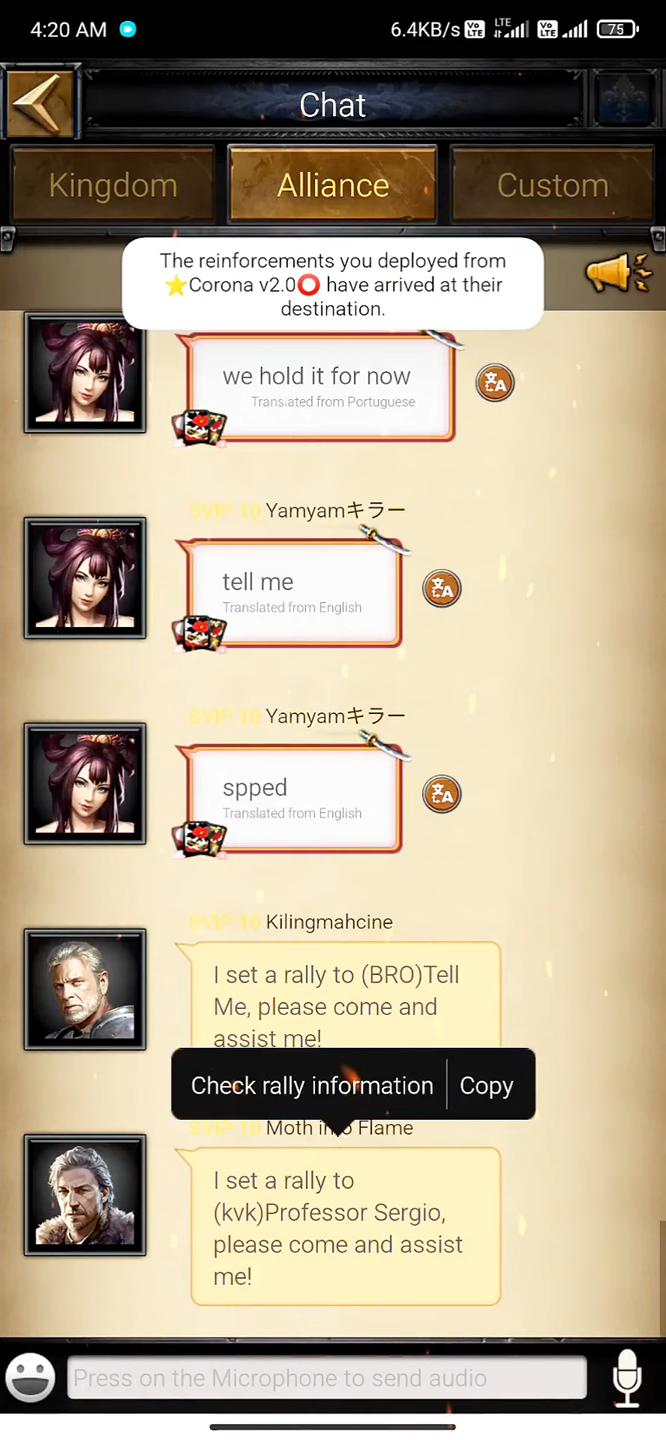 4:20 AM
6.4KB/s Vo LTE LTE Vo LTE 75
Chat
Kingdom
Alliance
Custom
The reinforcements you deployed from
⭐Corona v2.0⭕ have arrived at their
destination.
we hold it for now
Translated from Portuguese
SVIP 10 Yamyamキラー
tell me
Translated from English
SVIP 10 Yamyamキラー
spped
Translated from English
SVIP 10 Kilingmahcine
I set a rally to (BRO)Tell
Me, please come and
assist me!
Check rally information
Copy
SVIP 10 Moth into Flame
I set a rally to
(kvk)Professor Sergio,
please come and assist
me!
Press on the Microphone to send audio